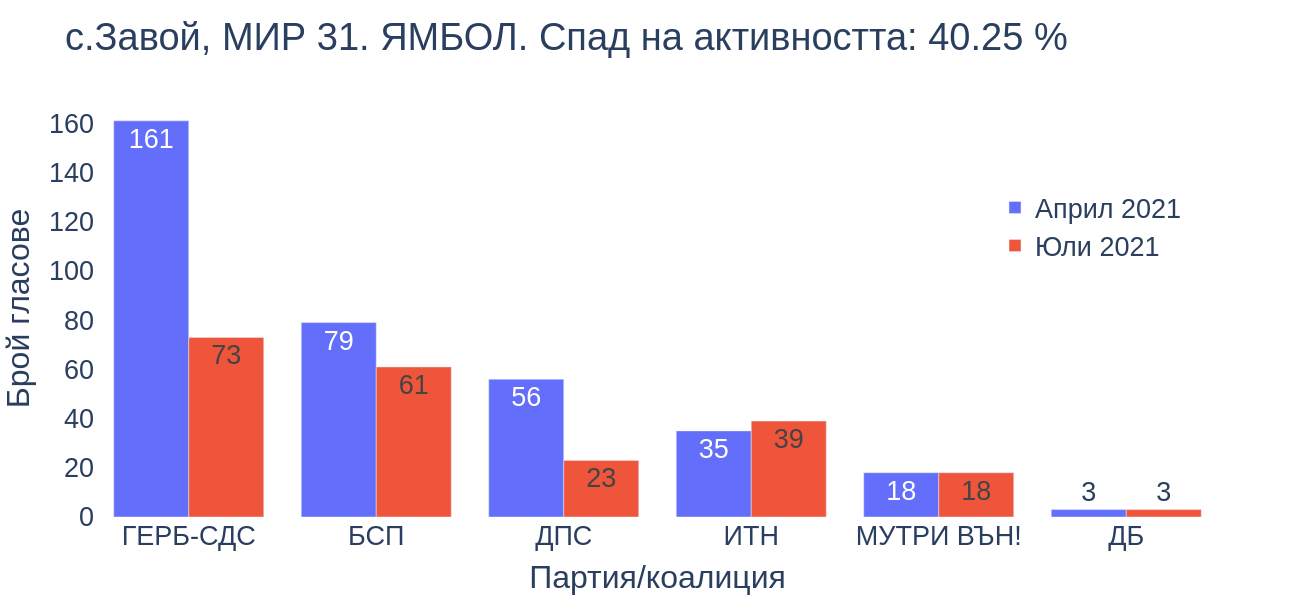 с.Завой, МИР 31. ЯМБОЛ. Спад на активността: 40.25 %
160
140
120
100
80
60
40
20
0
Брой гласове
161
73
79
61
56
23
35
39
18
18
3
3
Април 2021
Юли 2021
ГЕРБ-СДС
БСП
ДПС
ИТН
МУТРИ ВЪН!
ДБ
Партия/коалиция